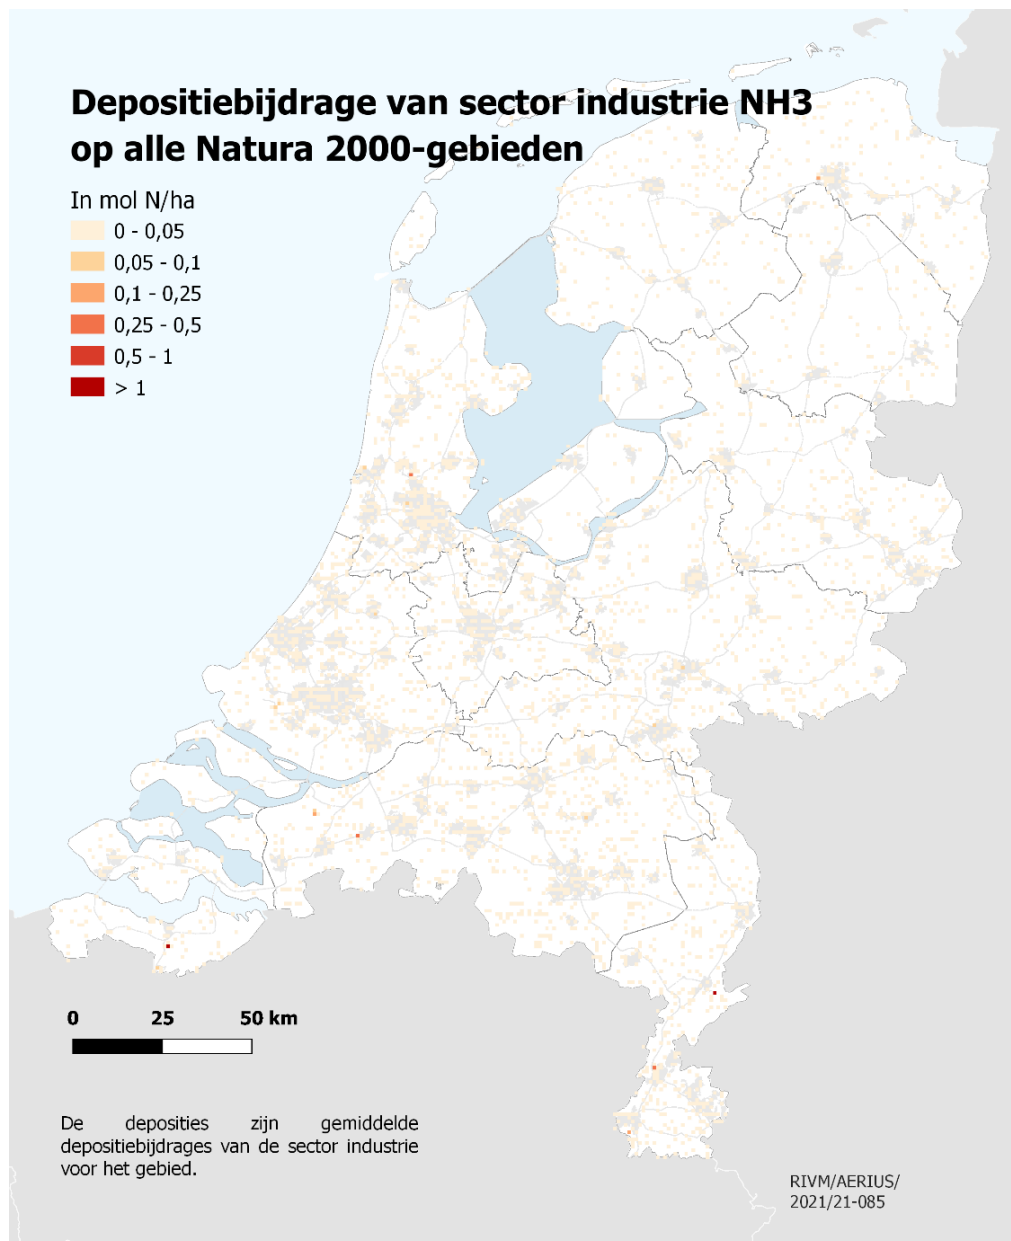 Depositiebijdrage van sector industrie NH3
op alle Natura 2000-gebieden
In mol N/ha
0 - 0,05
0,05 - 0,1
0,1 - 0,25
0,25 - 0,5
0,5 - 1
> 1
0 25 50 km
De deposities zijn gemiddelde
depositiebijdrages van de sector industrie
voor het gebied.
RIVM/AERIUS/
2021/21-085